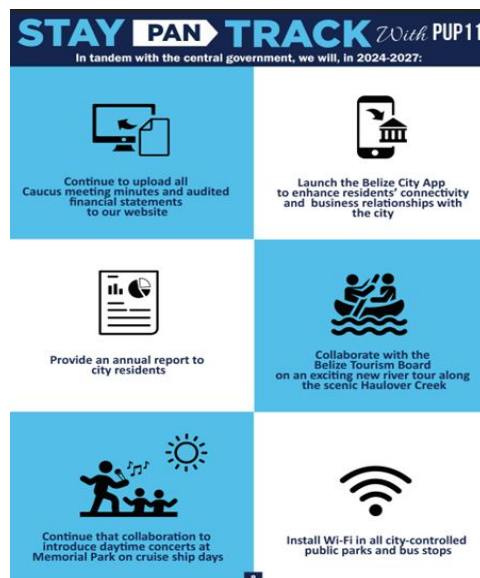 STAY PAN TRACK With PUP11
In tandem with the central government, we will, in 2024-2027:
Continue to upload all
Caucus meeting minutes and audited
financial statements
to our website
Launch the Belize City App
to enhance residents' connectivity
and business relationships with
the city
Provide an annual report to
city residents
Collaborate with the
Belize Tourism Board
on an exciting new river tour along
the scenic Haulover Creek
Continue that collaboration to
introduce daytime concerts at
Memorial Park on cruise ship days
Install Wi-Fi in all city-controlled
public parks and bus stops